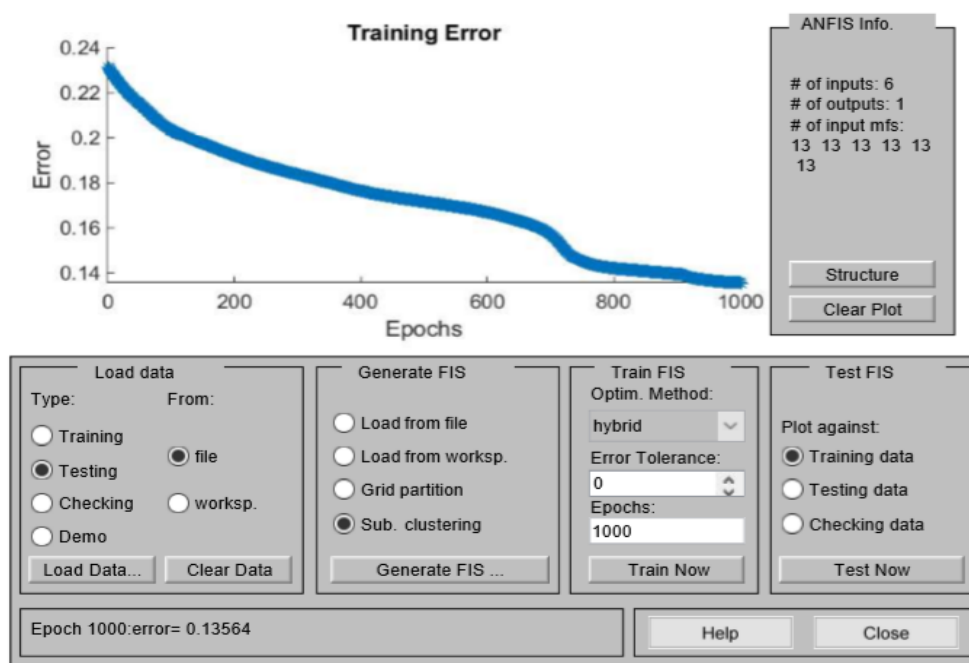 Training Error
0.24
0.22
0.2
0.18
0.16
0.14
Error
0 200 400 600 800 1000
Epochs
ANFIS Info.
# of inputs: 6
# of outputs: 1
# of input mfs:
13 13 13 13 13
13
Structure
Clear Plot
Load data
Type: From:
Training
Testing file
Checking worksp.
Demo
Load Data... Clear Data
Generate FIS
Load from file
Load from worksp.
Grid partition
Sub. clustering
Generate FIS ...
Train FIS
Optim. Method:
hybrid
Error Tolerance:
0
Epochs:
1000
Train Now
Test FIS
Plot against:
Training data
Testing data
Checking data
Test Now
Epoch 1000:error= 0.13564
Help Close